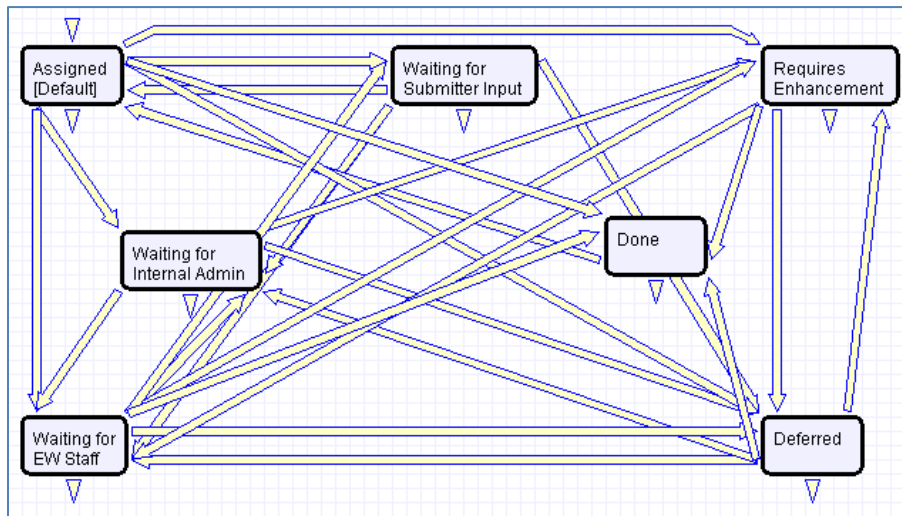 Assigned
[Default]
Waiting for
Submitter Input
Requires
Enhancement
Waiting for
Internal Admin
Done
Waiting for
EW Staff
Deferred